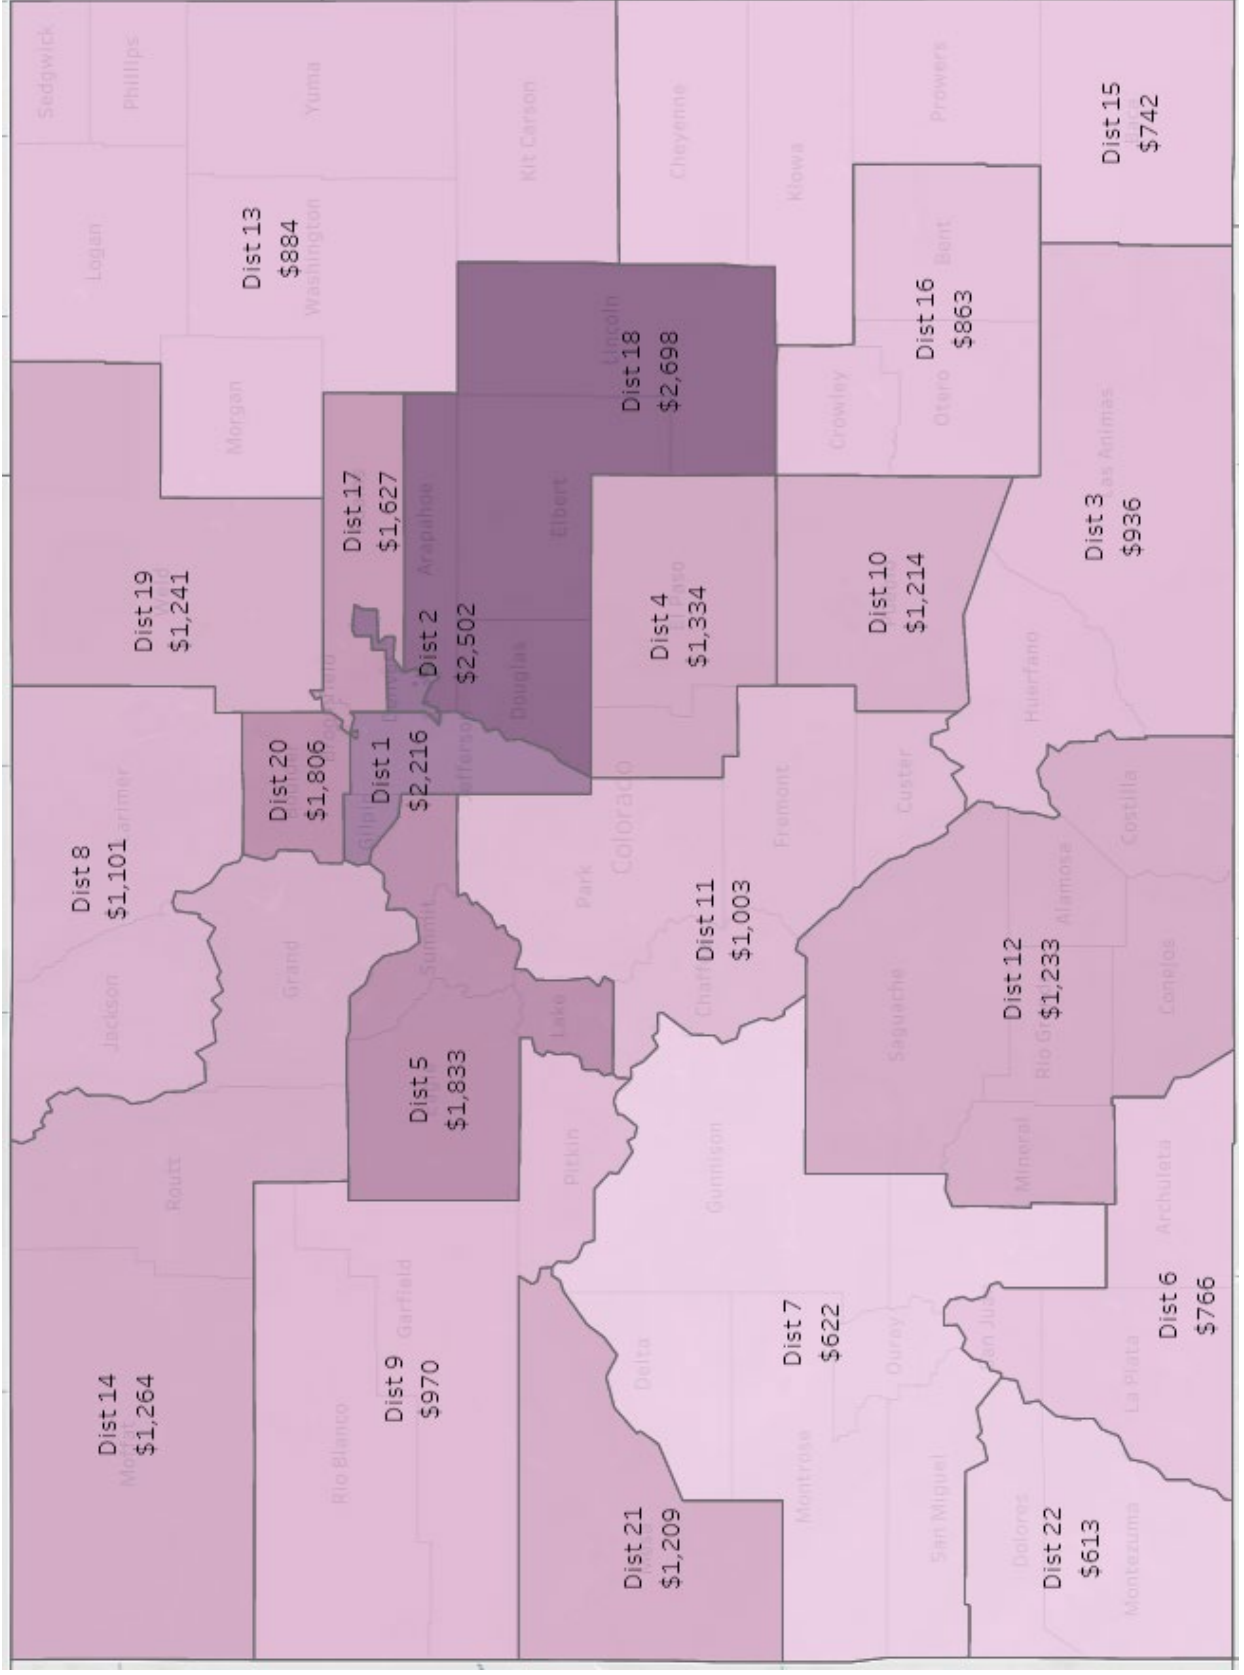 Sedgwick
Phillips
Logan
Dist 14
$1,264
Jackson
Dist 8
$1,101
Dist 19
$1,241
Routt
Morgan
Dist 13
$884
Washington
Yuma
Grand
Dist 20
$1,806
Rio Blanco
Dist 17
$1,627
Dist 9
$970
Garfield
Dist 1
$2,216
Dist 5
$1,833
Summit
Arapahoe
Dist 2
$2,502
Douglas
Elbert
Kit Carson
Lake
Pitkin
Park
Colorado
Lincoln
Dist 18
$2,698
Dist 21
$1,209
Delta
Dist 4
$1,334
El Paso
Cheyenne
Gunnison
Dist 11
$1,003
Fremont
Kiowa
Montrose
Dist 7
$622
Crowley
Dist 10
$1,214
Saguache
Ouray
Custer
Dist 16
$863
Otero
Bent
Prowers
San Miguel
Dist 12
$1,233
Mineral
Huerfano
Dolores
Dist 22
$613
Alamosa
Dist 3
$936
Las Animas
Dist 15
$742
Montezuma
La Plata
Costilla
Archuleta
Conejos
Dist 6
$766